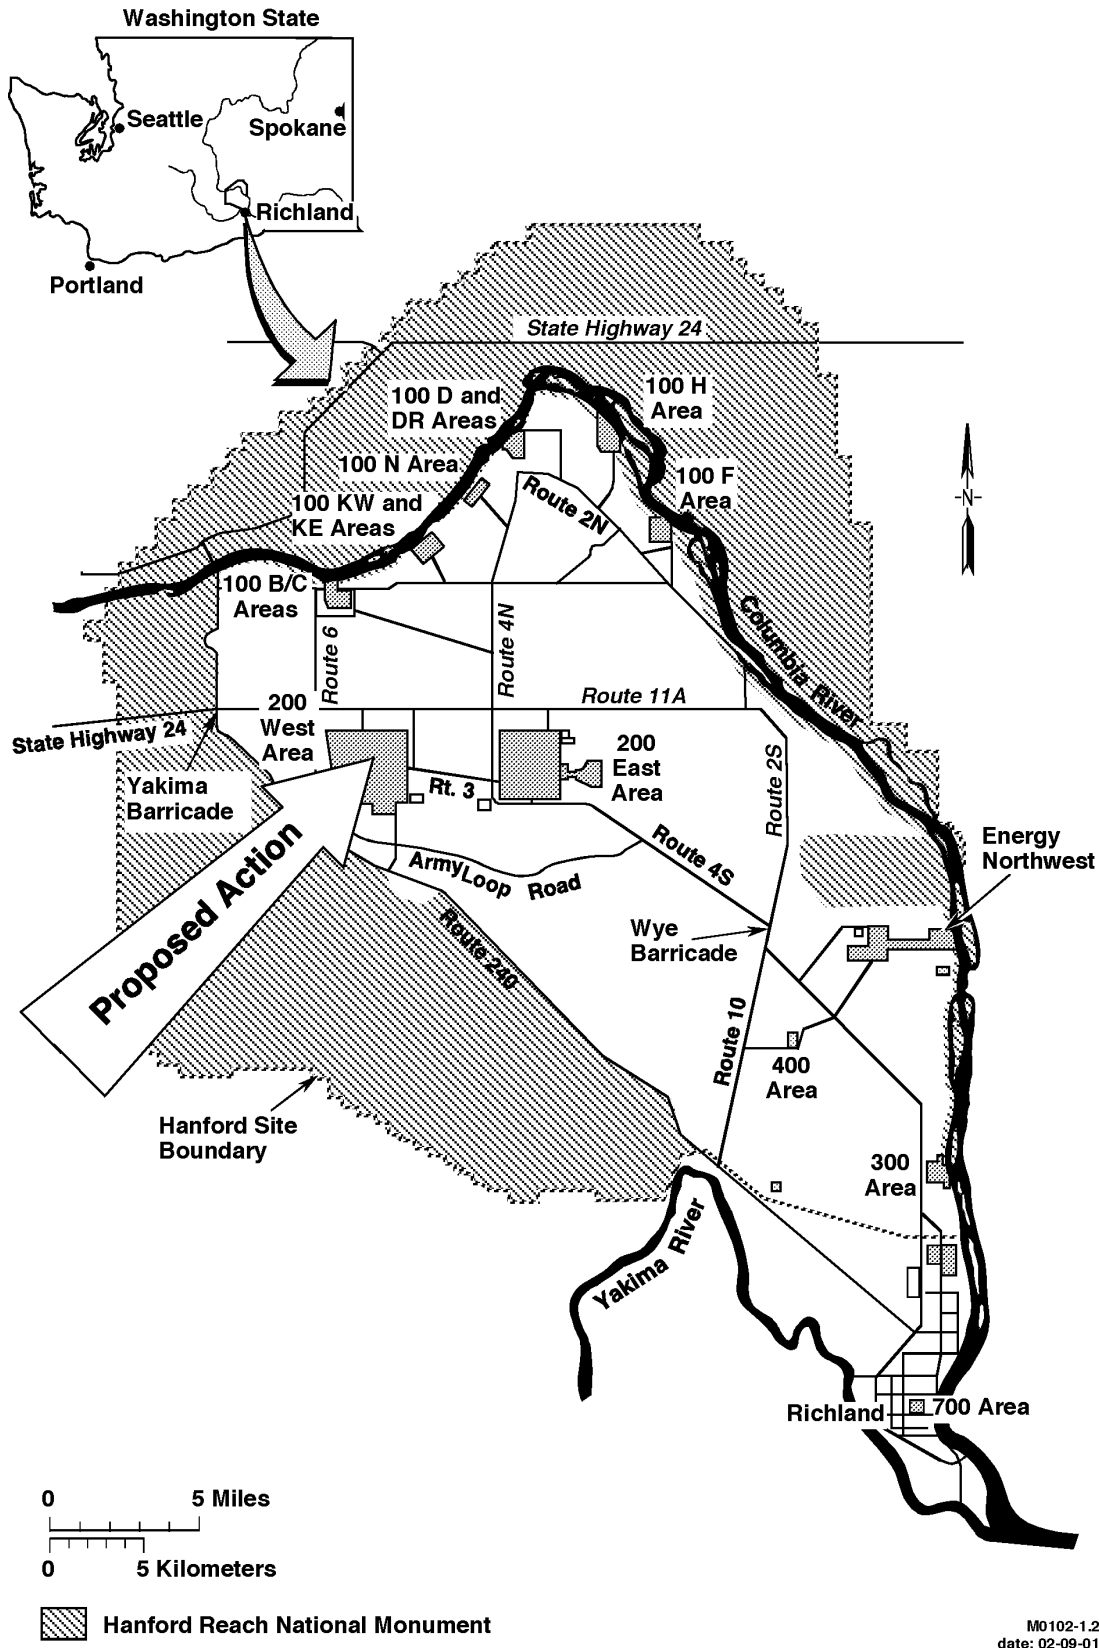 Washington State
Seattle
Spokane
Richland
Portland
State Highway 24
100 D and
DR Areas
100 H
Area
100 N Area
100 F
Area
100 KW and
KE Areas
Route 2N
N
100 B/C
Areas
Columbia River
Route 6
Route 4N
Route 11A
200
West
Area
State Highway 24
200
East
Area
Rt. 3
Route 2S
Yakima
Barricade
Energy
Northwest
Army Loop Road
Route 4S
Proposed Action
Wye
Barricade
Route 240
Route 10
400
Area
Hanford Site
Boundary
300
Area
Yakima River
Richland
700 Area
0 5 Miles
0 5 Kilometers
Hanford Reach National Monument
M0102-1.2
date: 02-09-01